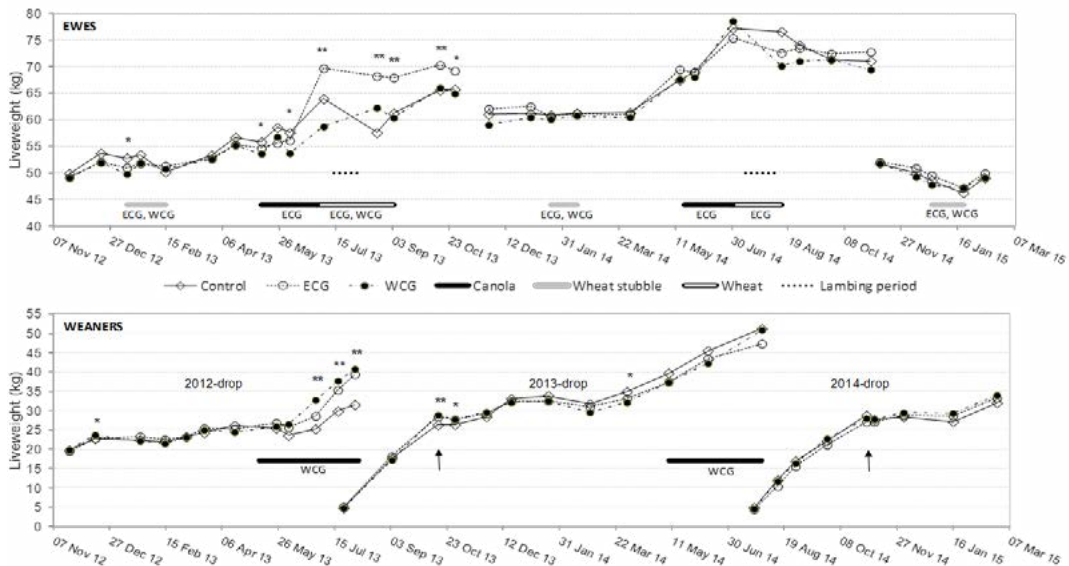 EWES
Liveweight (kg)
80
75
70
65
60
55
50
45
40
* * * ** ** ** ** *
ECG, WCG ECG ECG, WCG ECG, WCG ECG ECG ECG, WCG
07 Nov 12 27 Dec 12 15 Feb 13 06 Apr 13 26 May 13 15 Jul 13 03 Sep 13 23 Oct 13 12 Dec 13 31 Jan 14 22 Mar 14 11 May 14 30 Jun 14 19 Aug 14 08 Oct 14 27 Nov 14 16 Jan 15 07 Mar 15
Control ECG WCG Canola Wheat stubble Wheat Lambing period
WEANERS
Liveweight (kg)
55
50
45
40
35
30
25
20
15
10
5
0
2012-drop 2013-drop 2014-drop
* ** ** ** ** * *
WCG WCG
07 Nov 12 27 Dec 12 15 Feb 13 06 Apr 13 26 May 13 15 Jul 13 03 Sep 13 23 Oct 13 12 Dec 13 31 Jan 14 22 Mar 14 11 May 14 30 Jun 14 19 Aug 14 08 Oct 14 27 Nov 14 16 Jan 15 07 Mar 15